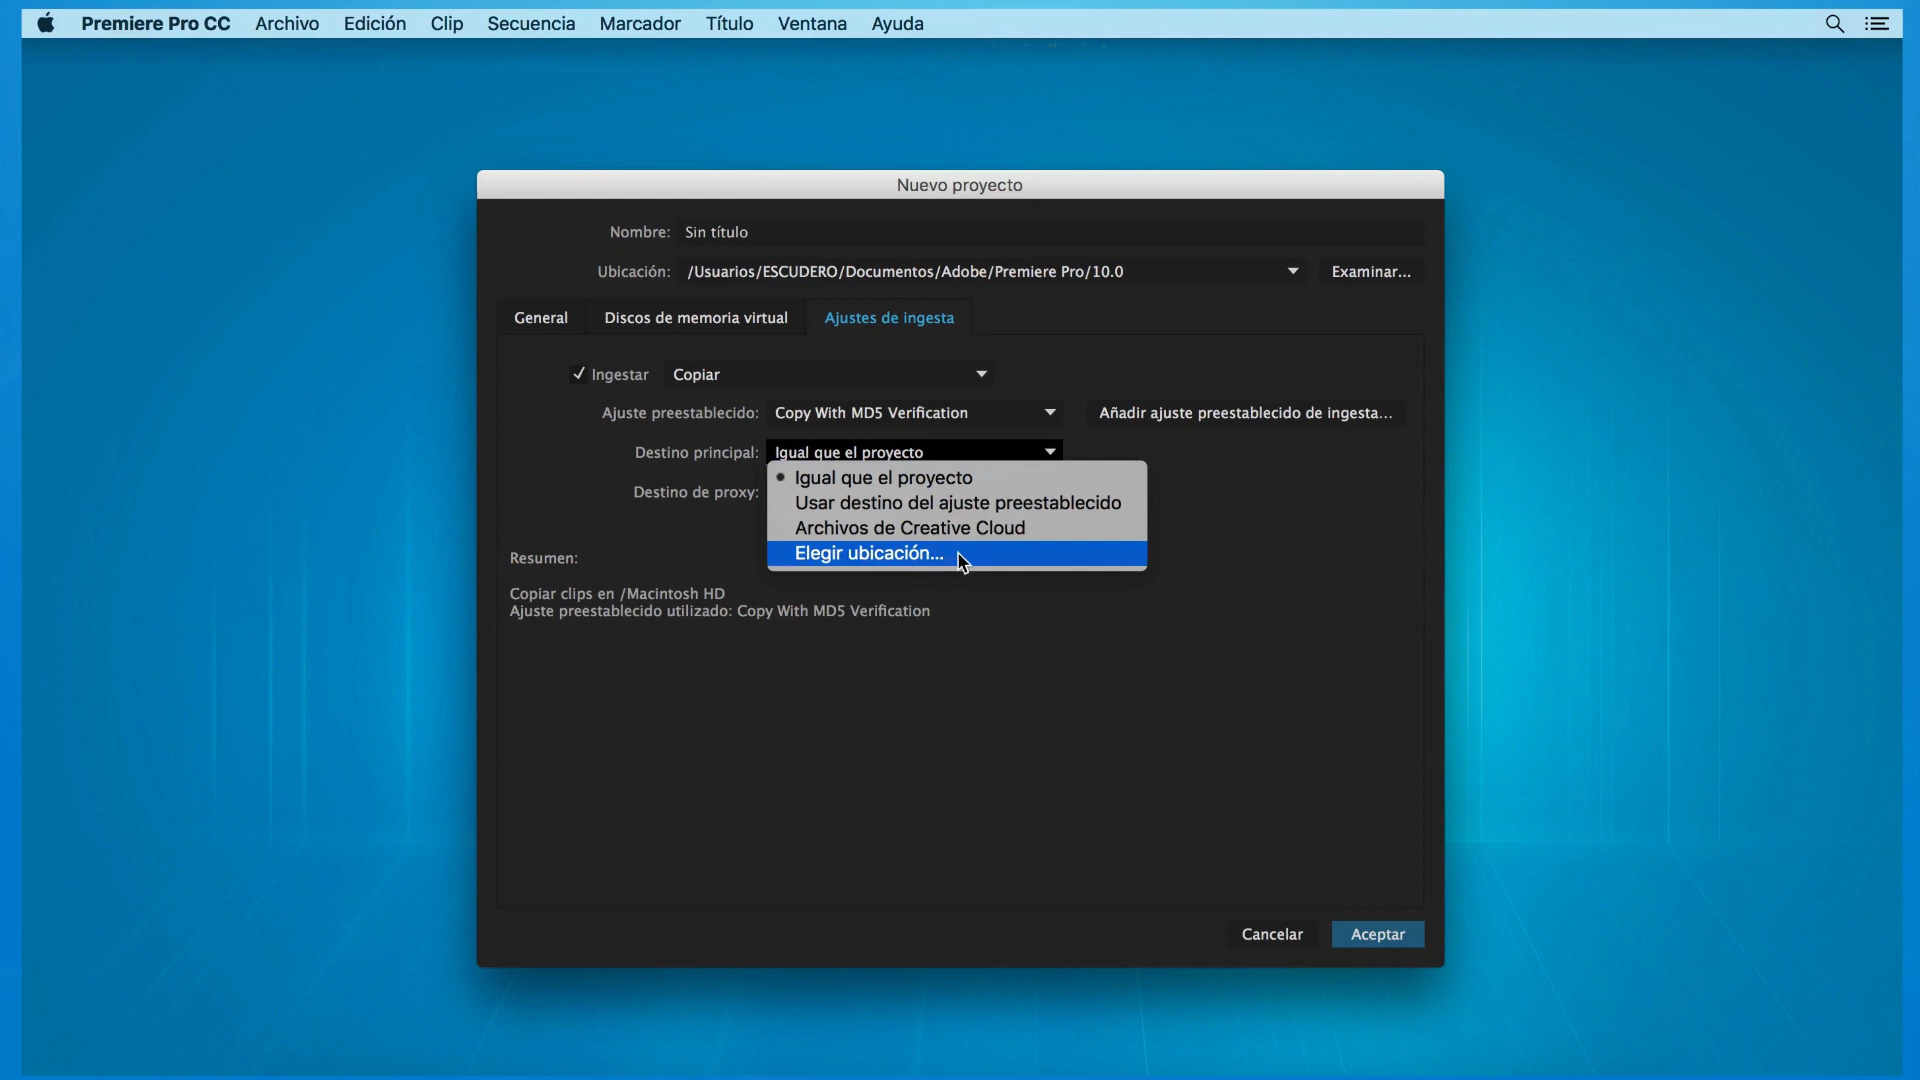 Premiere Pro CC Archivo Edición Clip Secuencia Marcador Título Ventana Ayuda
Nuevo proyecto
Nombre: Sin título
Ubicación: /Usuarios/ESCUDERO/Documentos/Adobe/Premiere Pro/10.0 Examinar...
General Discos de memoria virtual Ajustes de ingesta
Ingestar Copiar
Ajuste preestablecido: Copy With MD5 Verification Añadir ajuste preestablecido de ingesta...
Destino principal: Igual que el proyecto
Igual que el proyecto
Destino de proxy:
Usar destino del ajuste preestablecido
Archivos de Creative Cloud
Elegir ubicación...
Resumen:
Copiar clips en /Macintosh HD
Ajuste preestablecido utilizado: Copy With MD5 Verification
Cancelar Aceptar